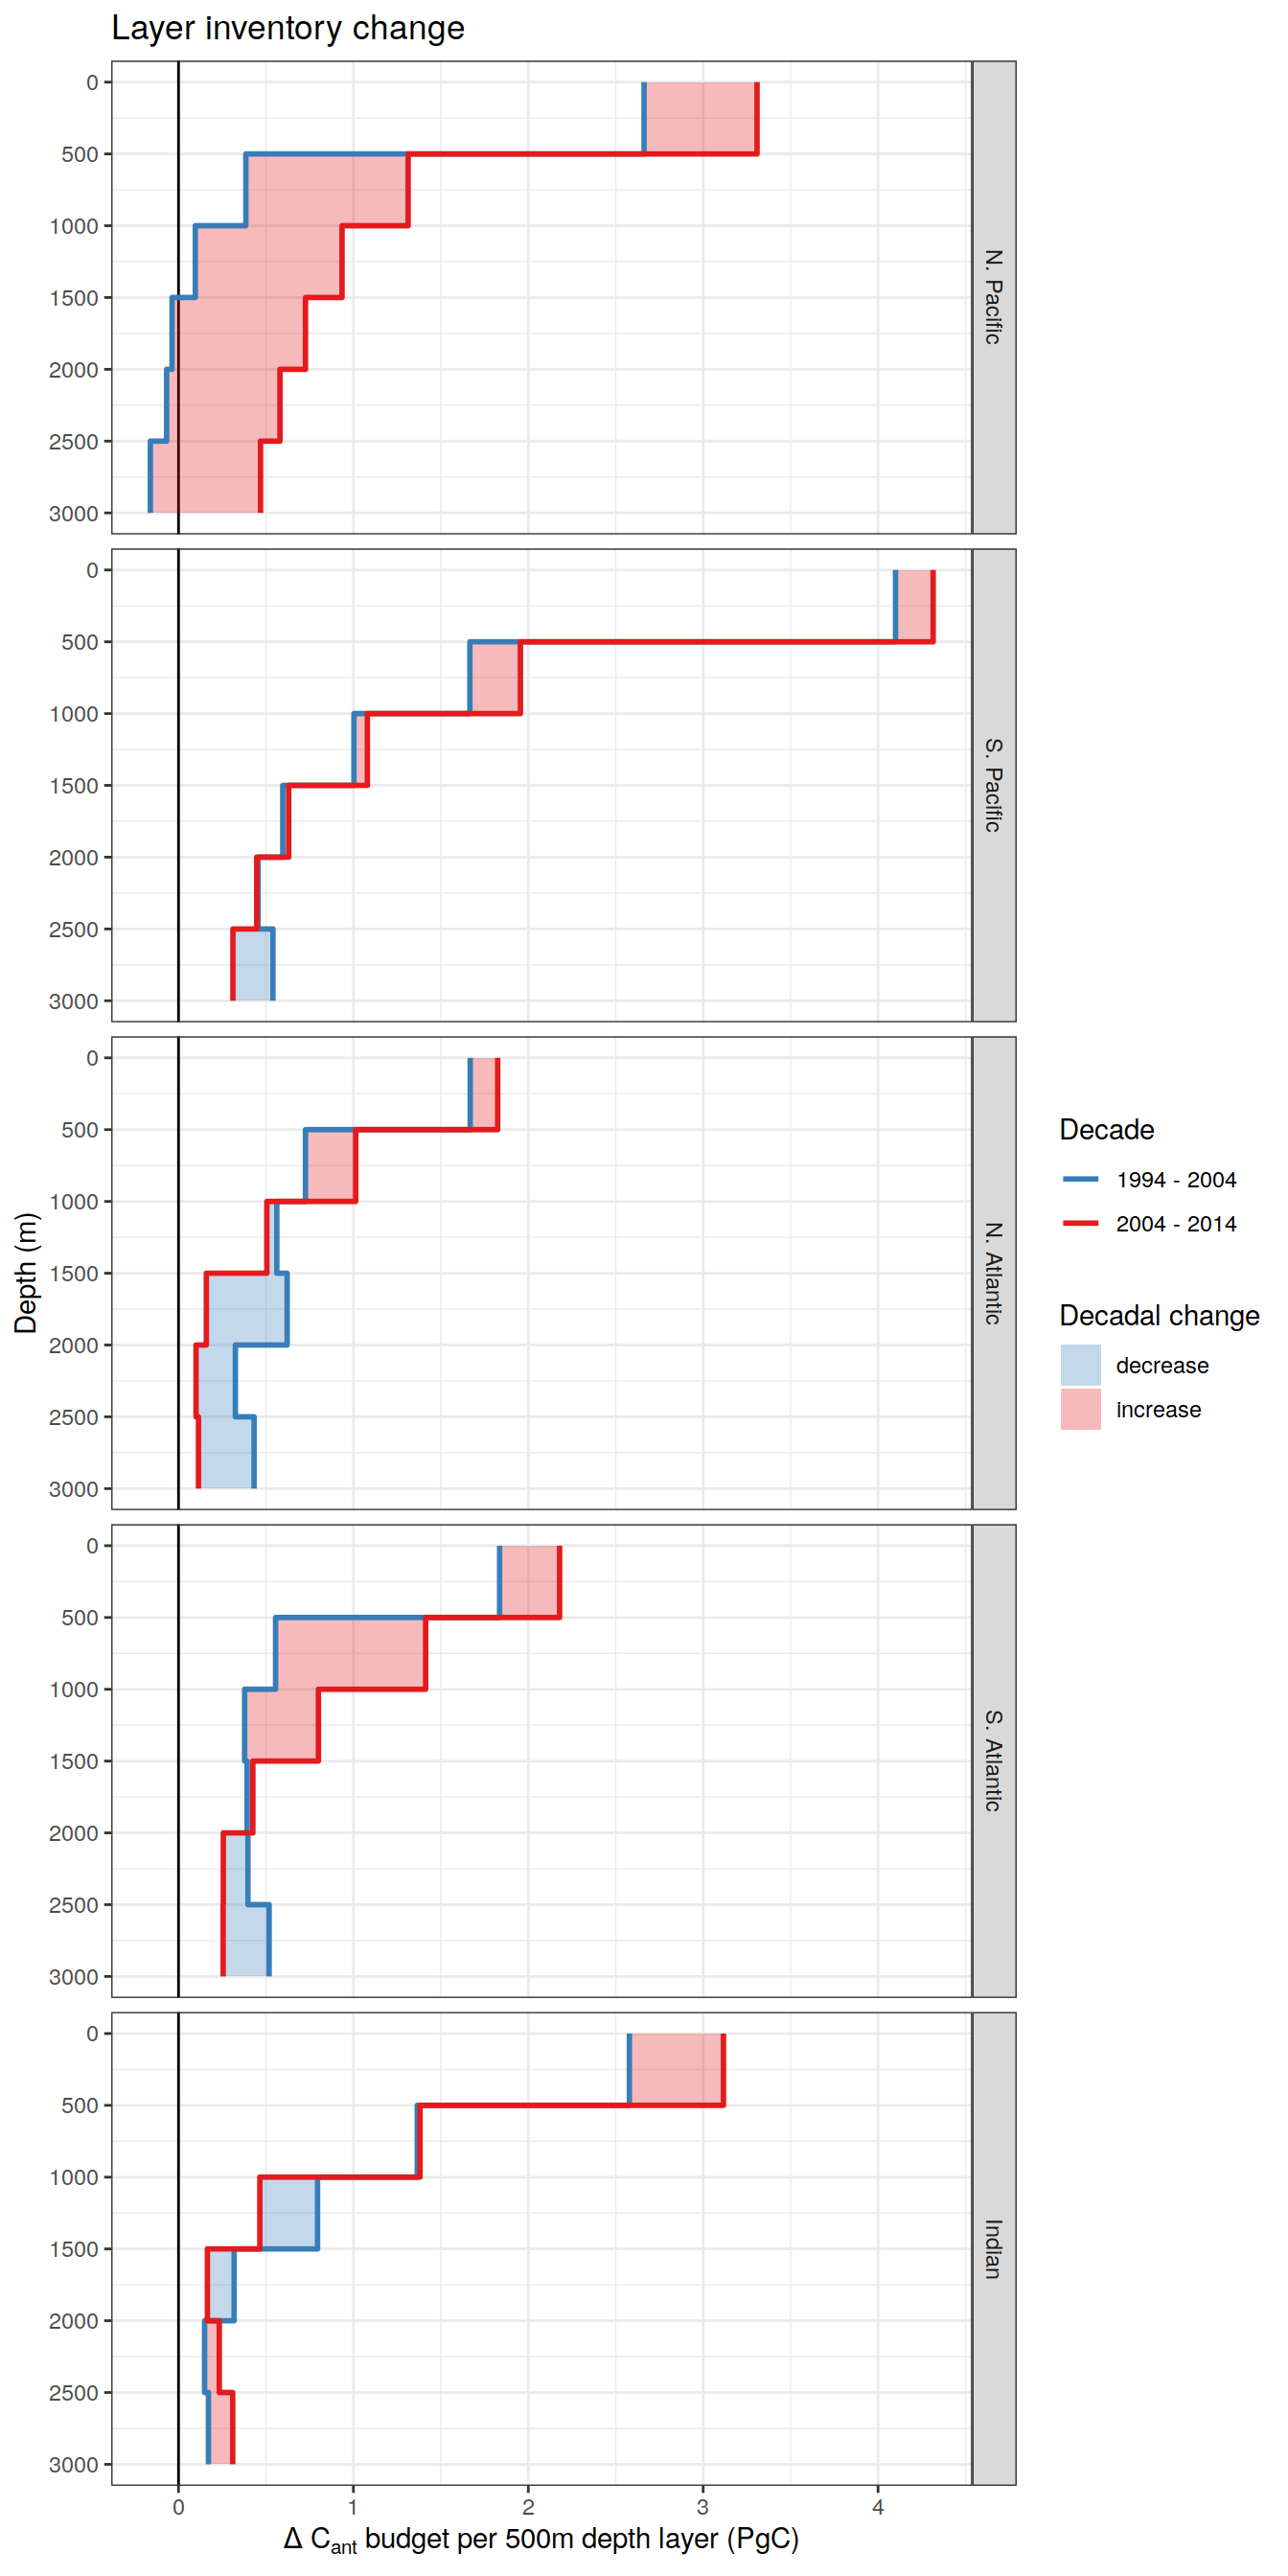 Layer inventory change
0
500
1000
1500
2000
2500
3000
N. Pacific
0
500
1000
1500
2000
2500
3000
S. Pacific
0
500
1000
1500
2000
2500
3000
N. Atlantic
0
500
1000
1500
2000
2500
3000
S. Atlantic
0
500
1000
1500
2000
2500
3000
Indian
Depth (m)
0 1 2 3 4
Δ Cant budget per 500m depth layer (PgC)
Decade
1994 - 2004
2004 - 2014
Decadal change
decrease
increase